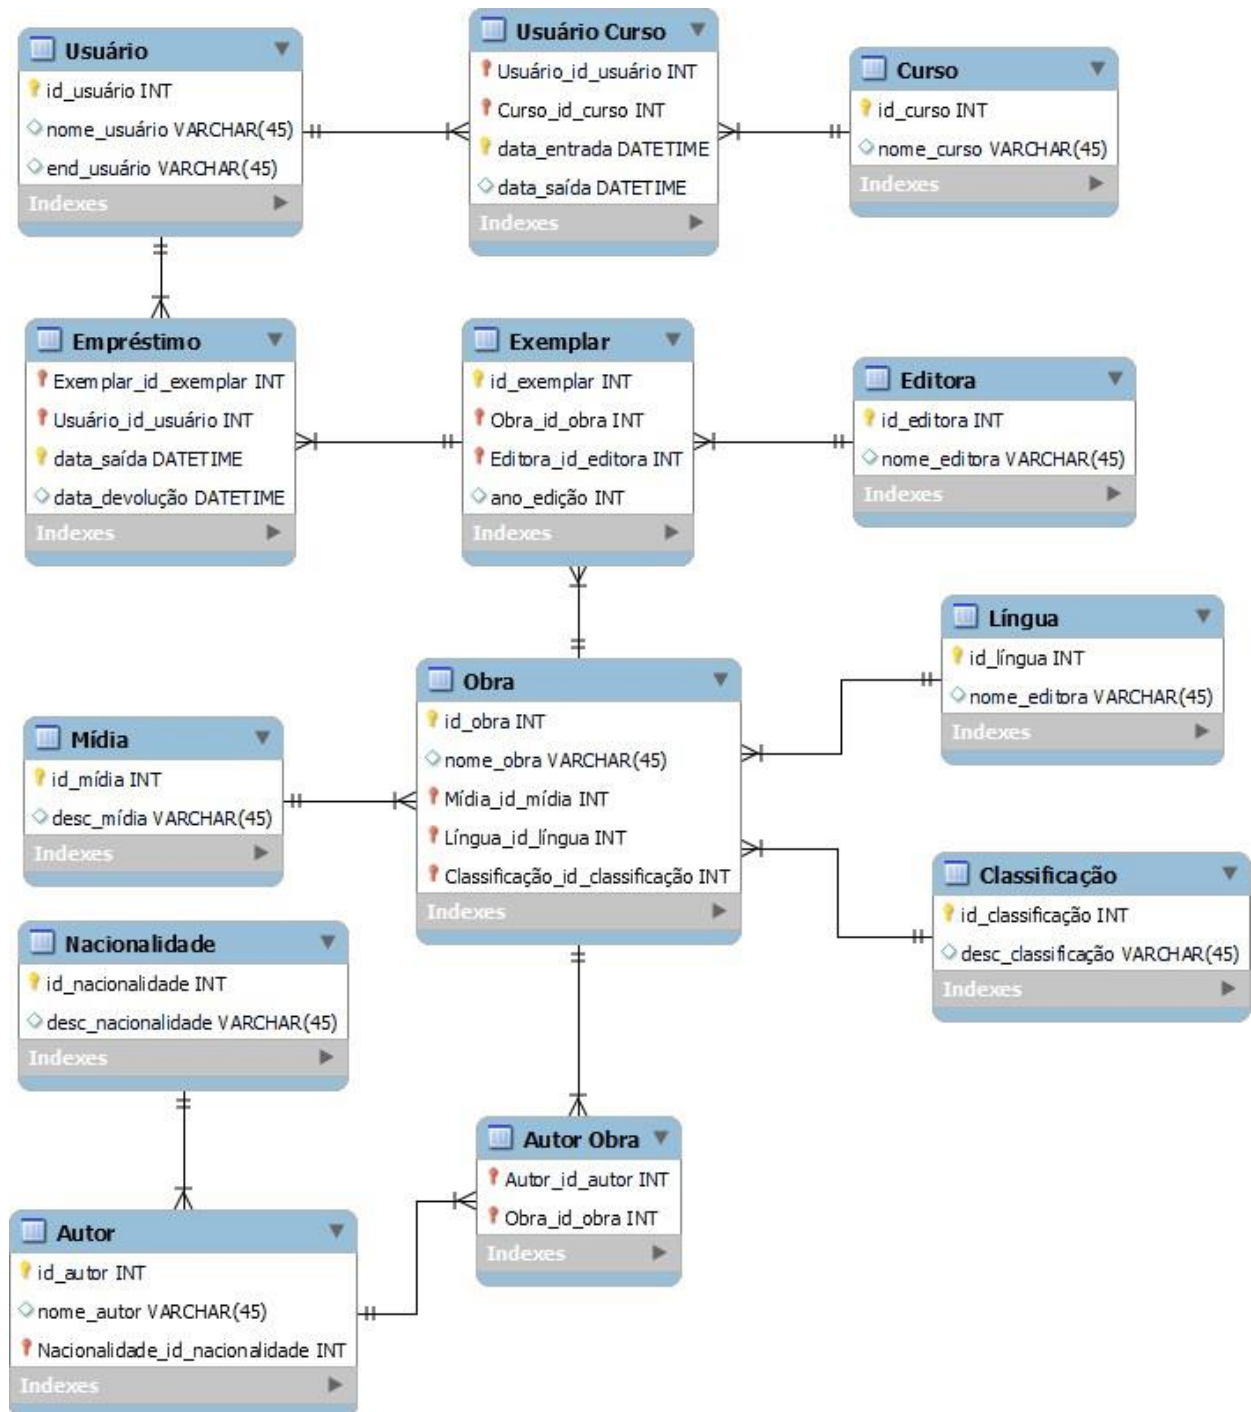 Usuário
id_usuário INT
nome_usuário VARCHAR(45)
end_usuário VARCHAR(45)
Indexes
Usuário Curso
Usuário_id_usuário INT
Curso_id_curso INT
data_entrada DATETIME
data_saída DATETIME
Indexes
Curso
id_curso INT
nome_curso VARCHAR(45)
Indexes
Empréstimo
Exemplar_id_exemplar INT
Usuário_id_usuário INT
data_saída DATETIME
data_devolução DATETIME
Indexes
Exemplar
id_exemplar INT
Obra_id_obra INT
Editora_id_editora INT
ano_edição INT
Indexes
Editora
id_editora INT
nome_editora VARCHAR(45)
Indexes
Língua
id_língua INT
nome_editora VARCHAR(45)
Indexes
Obra
id_obra INT
nome_obra VARCHAR(45)
Mídia_id_mídia INT
Língua_id_língua INT
Classificação_id_classificação INT
Indexes
Mídia
id_mídia INT
desc_mídia VARCHAR(45)
Indexes
Classificação
id_classificação INT
desc_classificação VARCHAR(45)
Indexes
Nacionalidade
id_nacionalidade INT
desc_nacionalidade VARCHAR(45)
Indexes
Autor Obra
Autor_id_autor INT
Obra_id_obra INT
Indexes
Autor
id_autor INT
nome_autor VARCHAR(45)
Nacionalidade_id_nacionalidade INT
Indexes